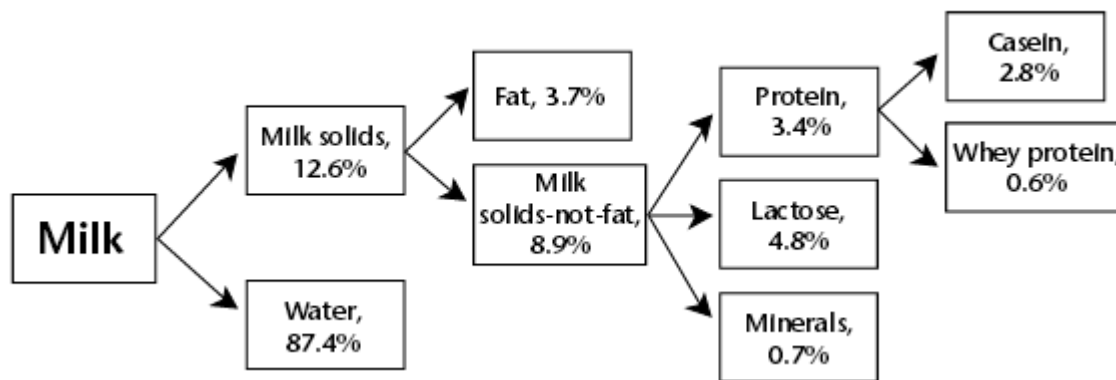 Milk
Milk solids,
12.6%
Water,
87.4%
Fat, 3.7%
Milk
solids-not-fat,
8.9%
Protein,
3.4%
Lactose,
4.8%
Minerals,
0.7%
Casein,
2.8%
Whey protein,
0.6%